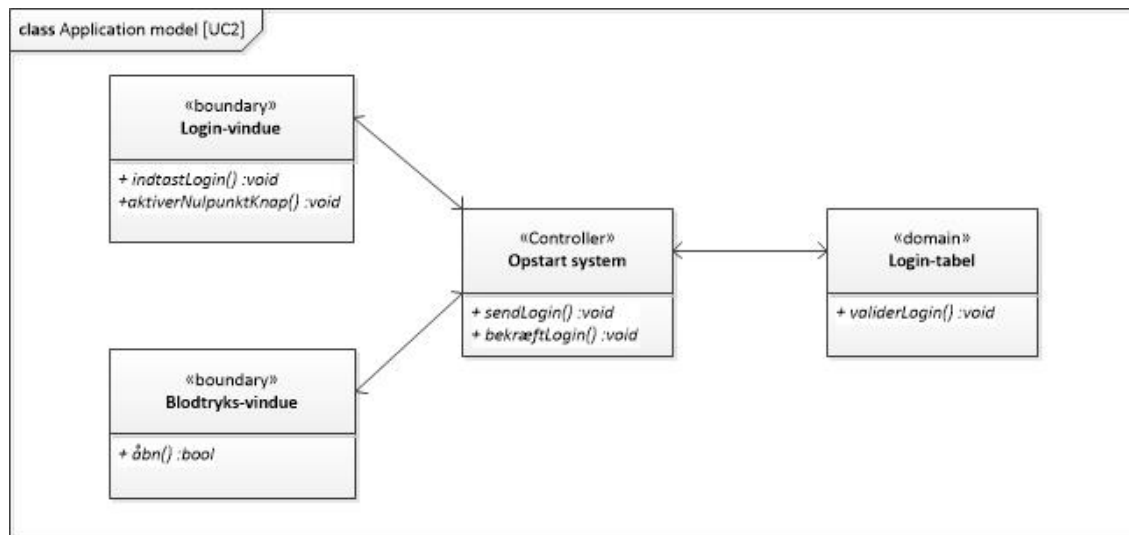 class Application model [UC2]
«boundary»
Login-vindue
+ indtastLogin() :void
+aktiverNulpunktKnap() :void
«Controller»
Opstart system
+ sendLogin() :void
+ bekræftLogin() :void
«domain»
Login-tabel
+ validerLogin() :void
«boundary»
Blodtryks-vindue
+ åbn() :bool